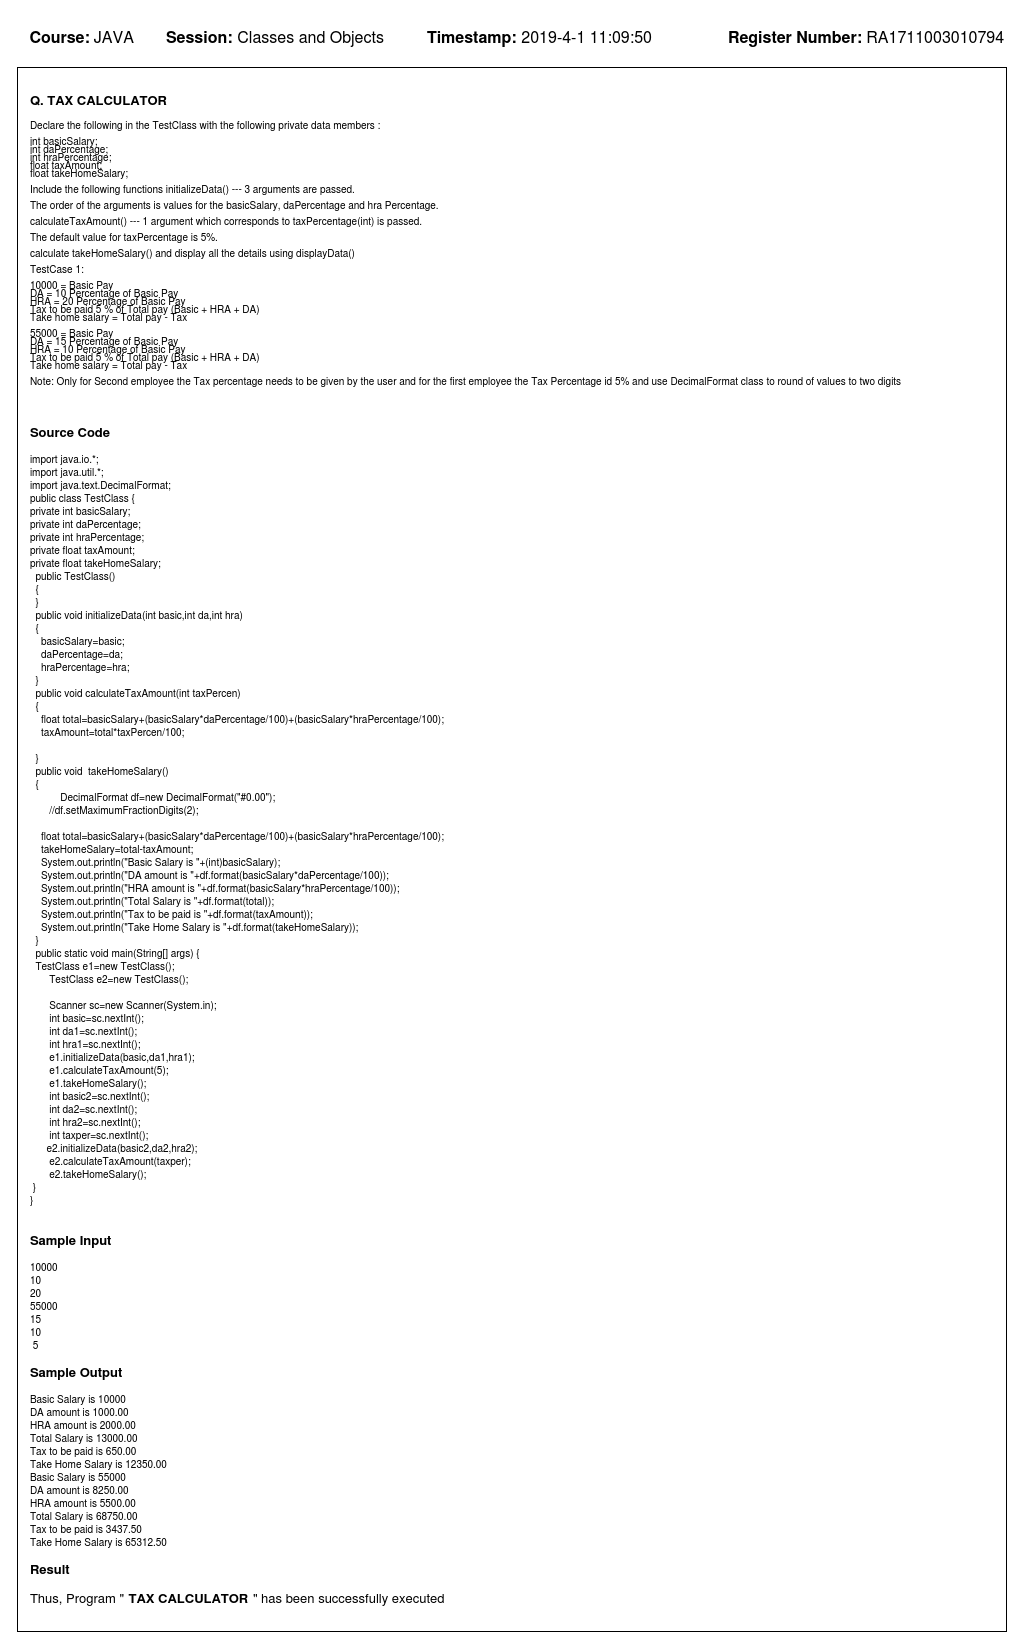 Course: JAVA Session: Classes and Objects Timestamp: 2019-4-1 11:09:50 Register Number: RA1711003010794
Q. TAX CALCULATOR
Declare the following in the TestClass with the following private data members :
int basicSalary;
int daPercentage;
int hraPercentage;
float taxAmount;
float takeHomeSalary;
Include the following functions initializeData() --- 3 arguments are passed.
The order of the arguments is values for the basicSalary, daPercentage and hra Percentage.
calculateTaxAmount() --- 1 argument which corresponds to taxPercentage(int) is passed.
The default value for taxPercentage is 5%.
calculate takeHomeSalary() and display all the details using displayData()
TestCase 1:
10000 = Basic Pay
DA = 10 Percentage of Basic Pay
HRA = 20 Percentage of Basic Pay
Tax to be paid 5 % of Total pay (Basic + HRA + DA)
Take home salary = Total pay - Tax
55000 = Basic Pay
DA = 15 Percentage of Basic Pay
HRA = 10 Percentage of Basic Pay
Tax to be paid 5 % of Total pay (Basic + HRA + DA)
Take home salary = Total pay - Tax
Note: Only for Second employee the Tax percentage needs to be given by the user and for the first employee the Tax Percentage id 5% and use DecimalFormat class to round of values to two digits
Source Code
import java.io.*;
import java.util.*;
import java.text.DecimalFormat;
public class TestClass {
private int basicSalary;
private int daPercentage;
private int hraPercentage;
private float taxAmount;
private float takeHomeSalary;
public TestClass()
{
}
public void initializeData(int basic,int da,int hra)
{
basicSalary=basic;
daPercentage=da;
hraPercentage=hra;
}
public void calculateTaxAmount(int taxPercen)
{
float total=basicSalary+(basicSalary*daPercentage/100)+(basicSalary*hraPercentage/100);
taxAmount=total*taxPercen/100;
}
public void  takeHomeSalary()
{
DecimalFormat df=new DecimalFormat("#0.00");
//df.setMaximumFractionDigits(2);
float total=basicSalary+(basicSalary*daPercentage/100)+(basicSalary*hraPercentage/100);
takeHomeSalary=total-taxAmount;
System.out.println("Basic Salary is "+(int)basicSalary);
System.out.println("DA amount is "+df.format(basicSalary*daPercentage/100));
System.out.println("HRA amount is "+df.format(basicSalary*hraPercentage/100));
System.out.println("Total Salary is "+df.format(total));
System.out.println("Tax to be paid is "+df.format(taxAmount));
System.out.println("Take Home Salary is "+df.format(takeHomeSalary));
}
public static void main(String[] args) {
TestClass e1=new TestClass();
TestClass e2=new TestClass();
Scanner sc=new Scanner(System.in);
int basic=sc.nextInt();
int da1=sc.nextInt();
int hra1=sc.nextInt();
e1.initializeData(basic,da1,hra1);
e1.calculateTaxAmount(5);
e1.takeHomeSalary();
int basic2=sc.nextInt();
int da2=sc.nextInt();
int hra2=sc.nextInt();
int taxper=sc.nextInt();
e2.initializeData(basic2,da2,hra2);
e2.calculateTaxAmount(taxper);
e2.takeHomeSalary();
}
}
Sample Input
10000
10
20
55000
15
10
5
Sample Output
Basic Salary is 10000
DA amount is 1000.00
HRA amount is 2000.00
Total Salary is 13000.00
Tax to be paid is 650.00
Take Home Salary is 12350.00
Basic Salary is 55000
DA amount is 8250.00
HRA amount is 5500.00
Total Salary is 68750.00
Tax to be paid is 3437.50
Take Home Salary is 65312.50
Result
Thus, Program " TAX CALCULATOR " has been successfully executed